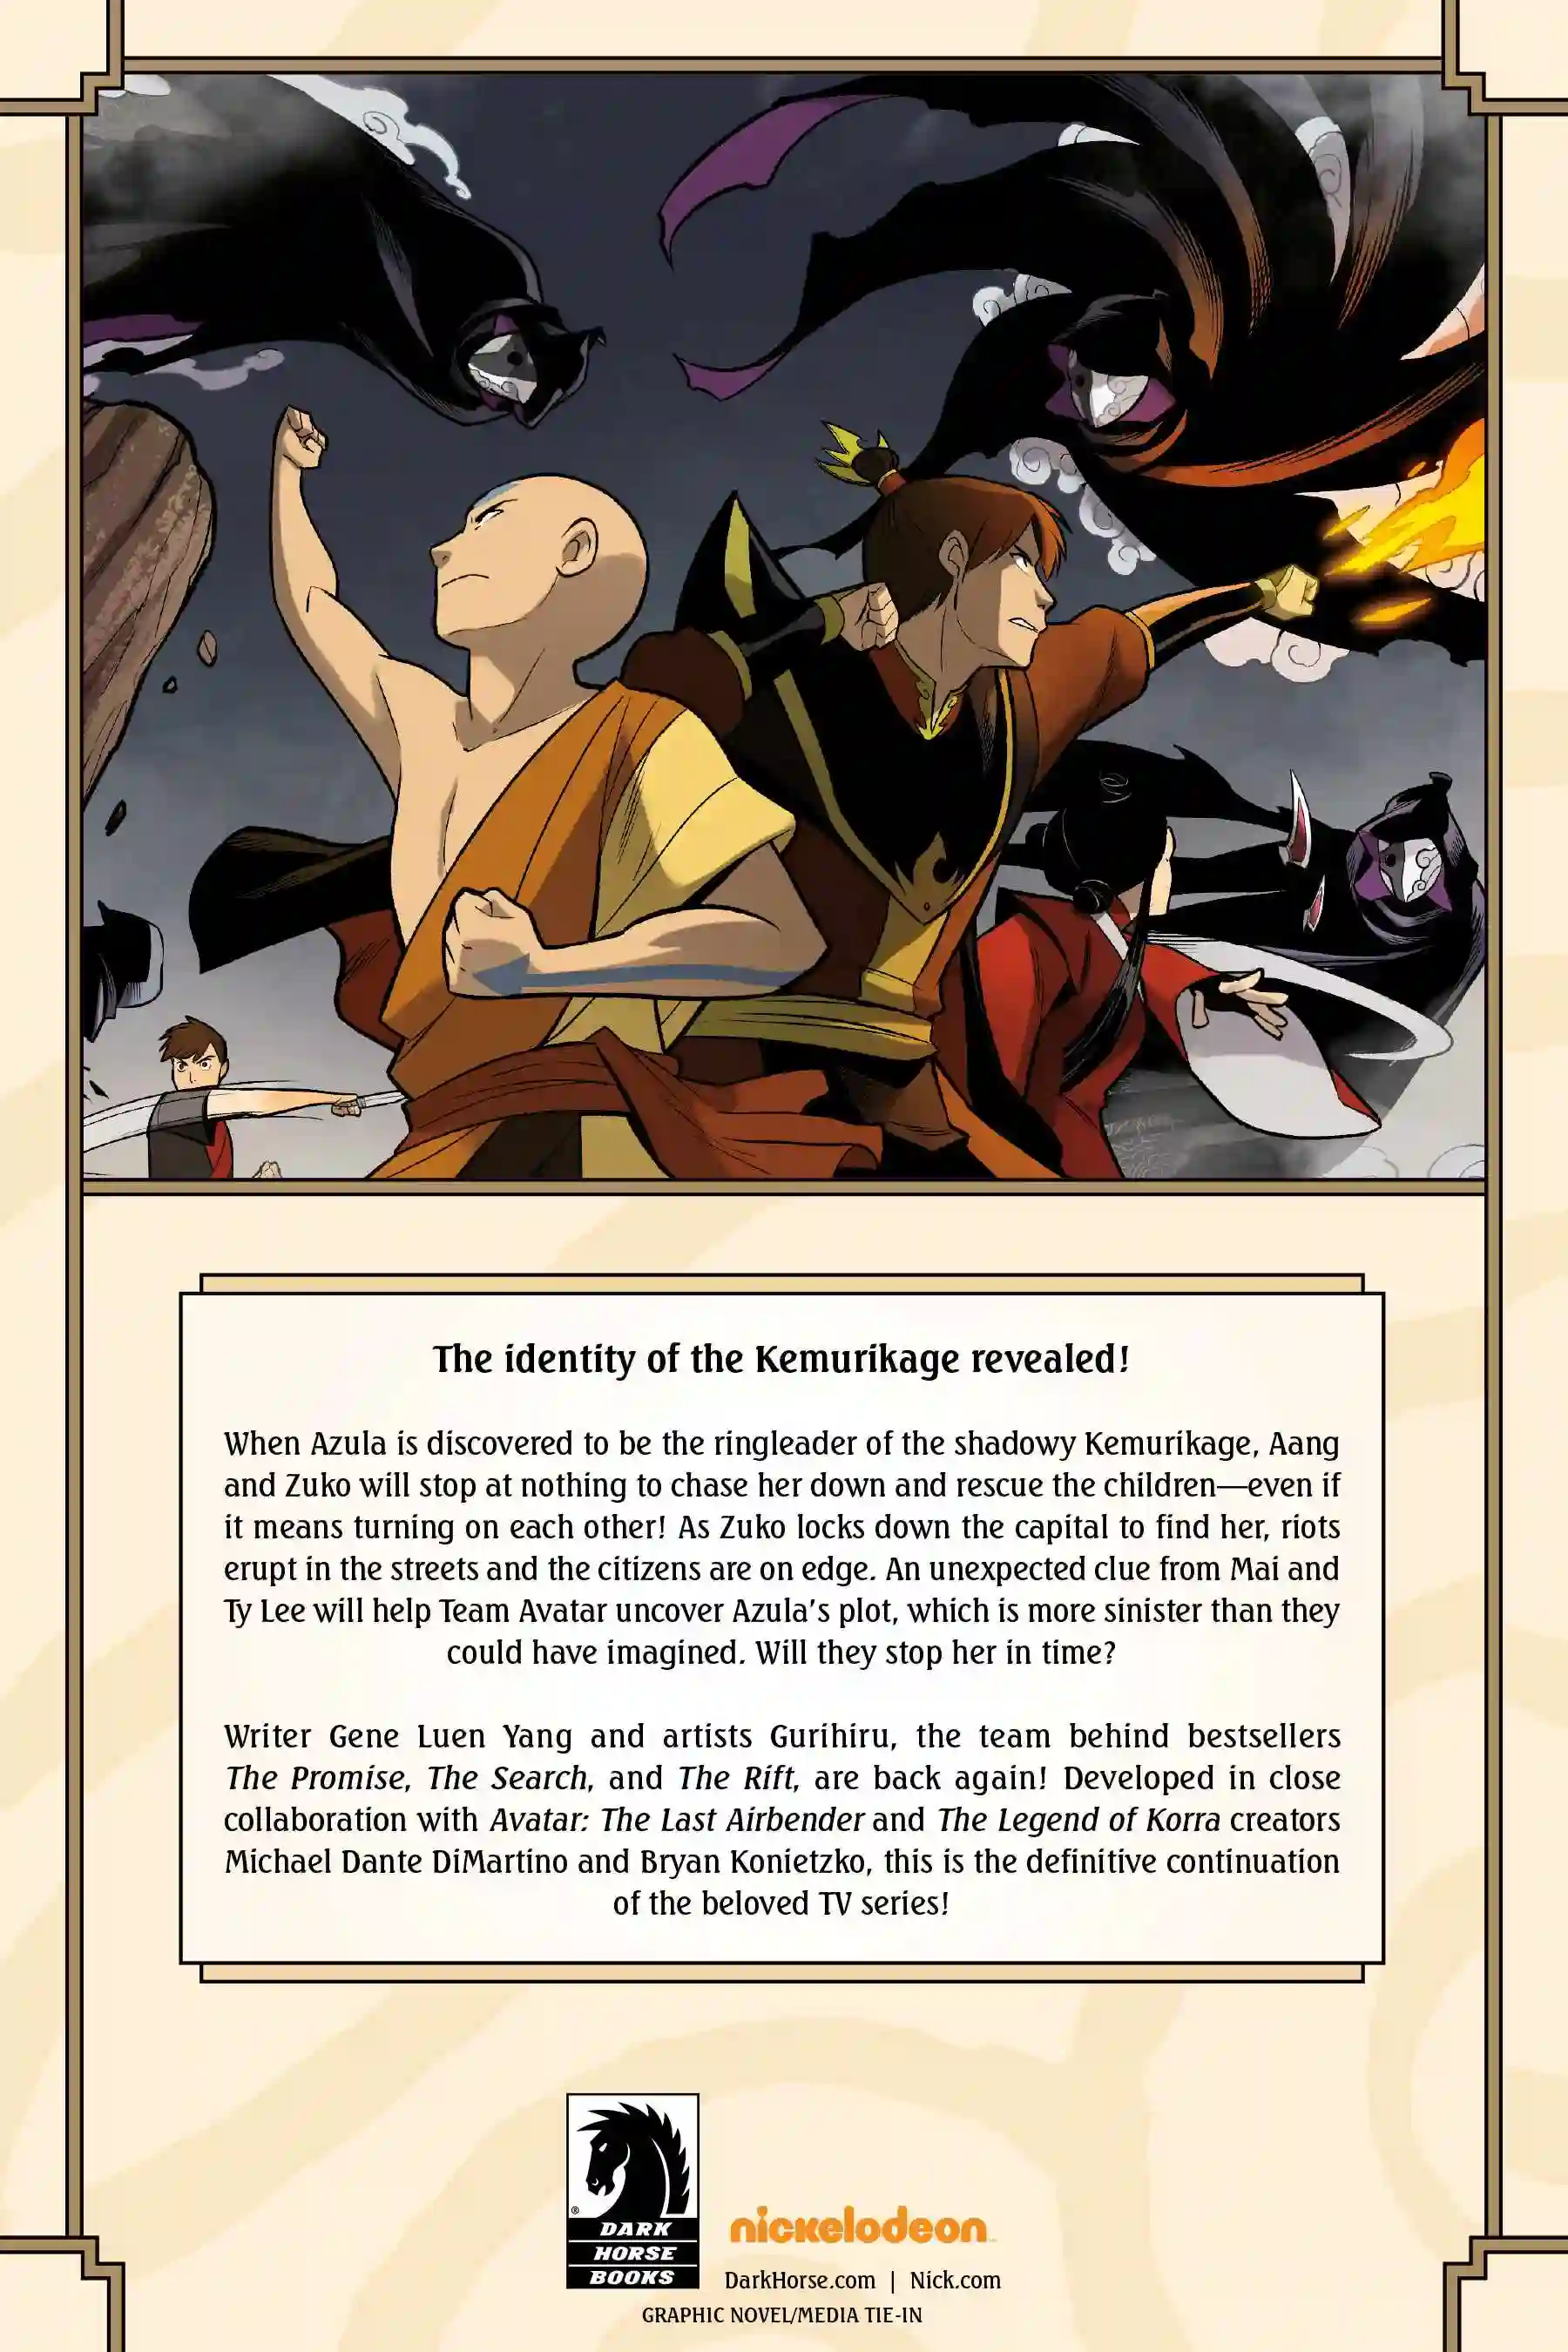 The identity of the Kemurikage revealed!
When Azula is discovered to be the ringleader of the shadowy Kemurikage, Aang
and Zuko will stop at nothing to chase her down and rescue the children—even if
it means turning on each other! As Zuko locks down the capital to find her, riots
erupt in the streets and the citizens are on edge. An unexpected clue from Mai and
Ty Lee will help Team Avatar uncover Azula's plot, which is more sinister than they
could have imagined. Will they stop her in time?
Writer Gene Luen Yang and artists Gurihiru, the team behind bestsellers
The Promise, The Search, and The Rift, are back again! Developed in close
collaboration with Avatar: The Last Airbender and The Legend of Korra creators
Michael Dante DiMartino and Bryan Konietzko, this is the definitive continuation
of the beloved TV series!
®
DARK
HORSE
BOOKS
nickelodeon
DarkHorse.com | Nick.com
GRAPHIC NOVEL/MEDIA TIE-IN